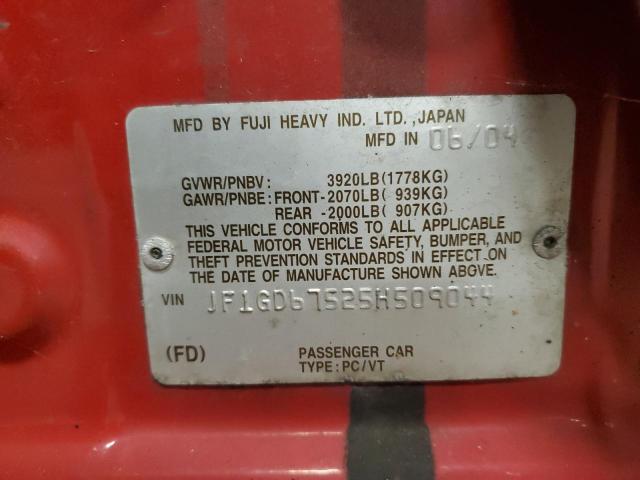 MFD BY FUJI HEAVY IND. LTD., JAPAN
MFD IN 06/04
GVWR/PNBV: 3920LB(1778KG)
GAWR/PNBE: FRONT-2070LB( 939KG)
REAR -2000LB( 907KG)
THIS VEHICLE CONFORMS TO ALL APPLICABLE
FEDERAL MOTOR VEHICLE SAFETY, BUMPER, AND
THEFT PREVENTION STANDARDS IN EFFECT ON
THE DATE OF MANUFACTURE SHOWN ABOVE.
VIN JF1GD67525H509044
(FD) PASSENGER CAR
TYPE: PC/VT